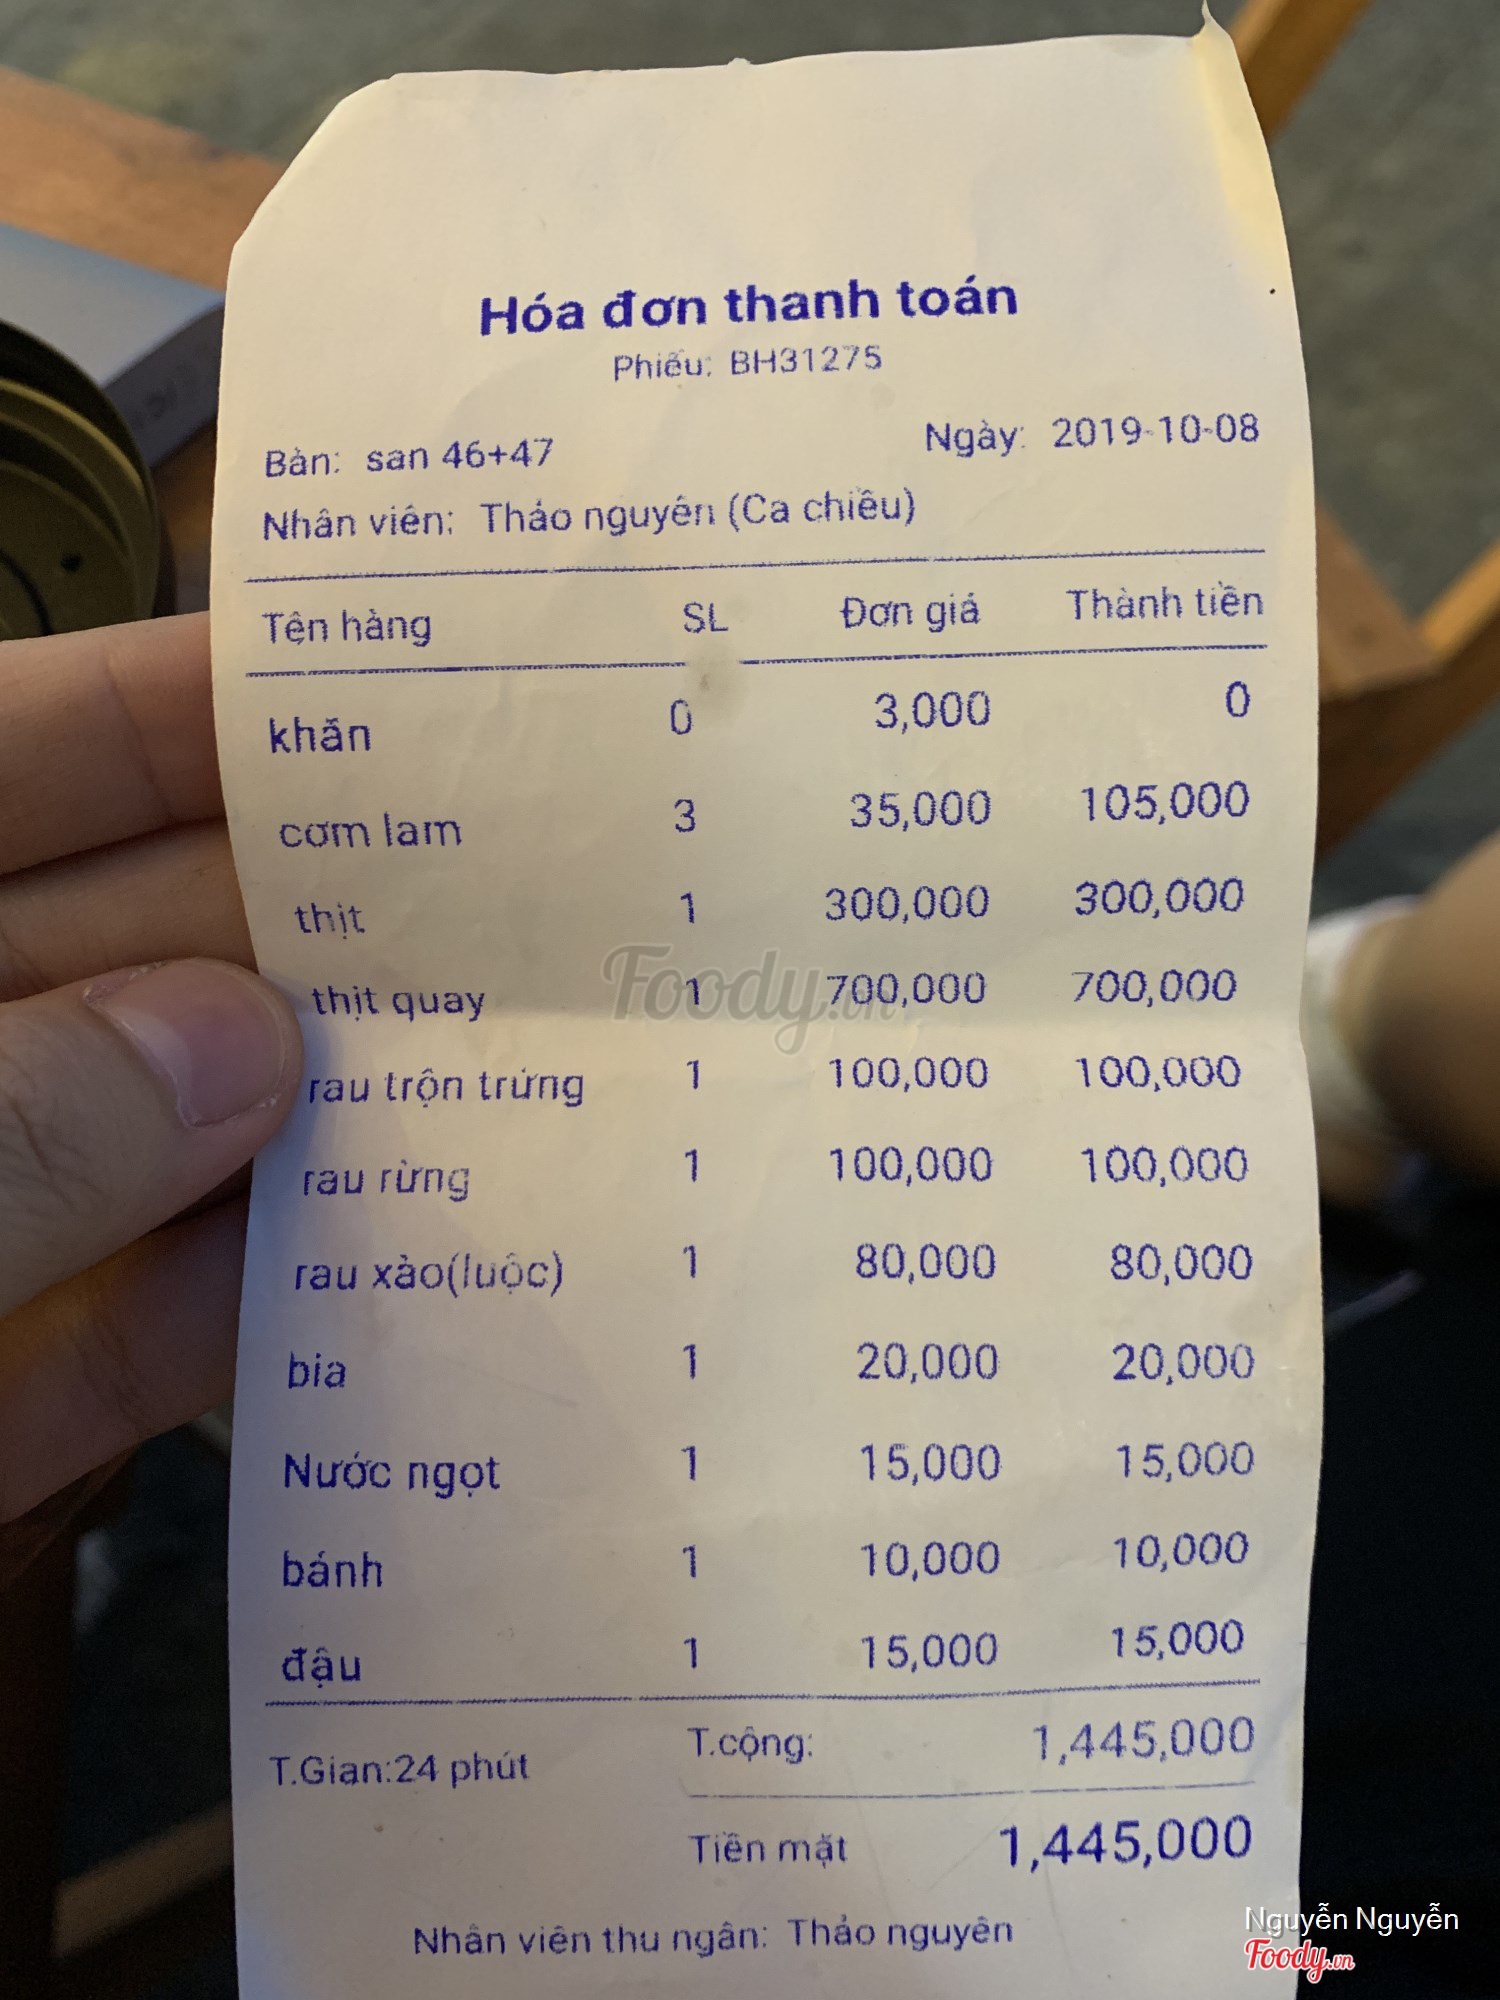 Hóa đơn thanh toán
Phiếu: BH31275
Ngày: 2019-10-08
Bàn: san 46+47
Nhân viên: Thảo nguyên (Ca chiều)
Tên hàng SL Đơn giá Thành tiền
khăn 0 3,000 0
cơm lam 3 35,000 105,000
thịt 1 300,000 300,000
thịt quay 1 700,000 700,000
Foody.vn
rau trộn trứng 1 100,000 100,000
rau rừng 1 100,000 100,000
rau xào(luộc) 1 80,000 80,000
bia 1 20,000 20,000
Nước ngọt 1 15,000 15,000
bánh 1 10,000 10,000
đậu 1 15,000 15,000
T.cộng: 1,445,000
T.Gian:24 phút
Tiền mặt 1,445,000
Nhân viên thu ngân: Thảo nguyên
Nguyễn Nguyễn
Foody.vn